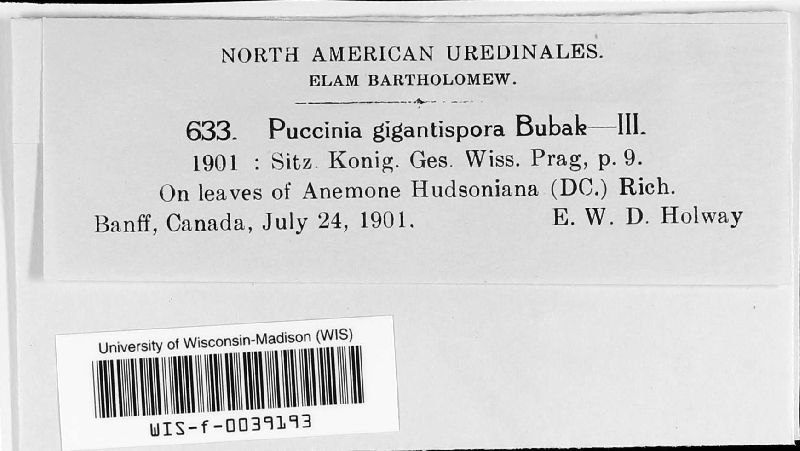 NORTH AMERICAN UREDINALES.
ELAM BARTHOLOMEW.
633. Puccinia gigantispora Bubak—III.
1901 : Sitz. Konig. Ges. Wiss. Prag, p. 9.
On leaves of Anemone Hudsoniana (DC.) Rich.
Banff, Canada, July 24, 1901. E. W. D. Holway
University of Wisconsin-Madison (WIS)
WIS-f-0039193